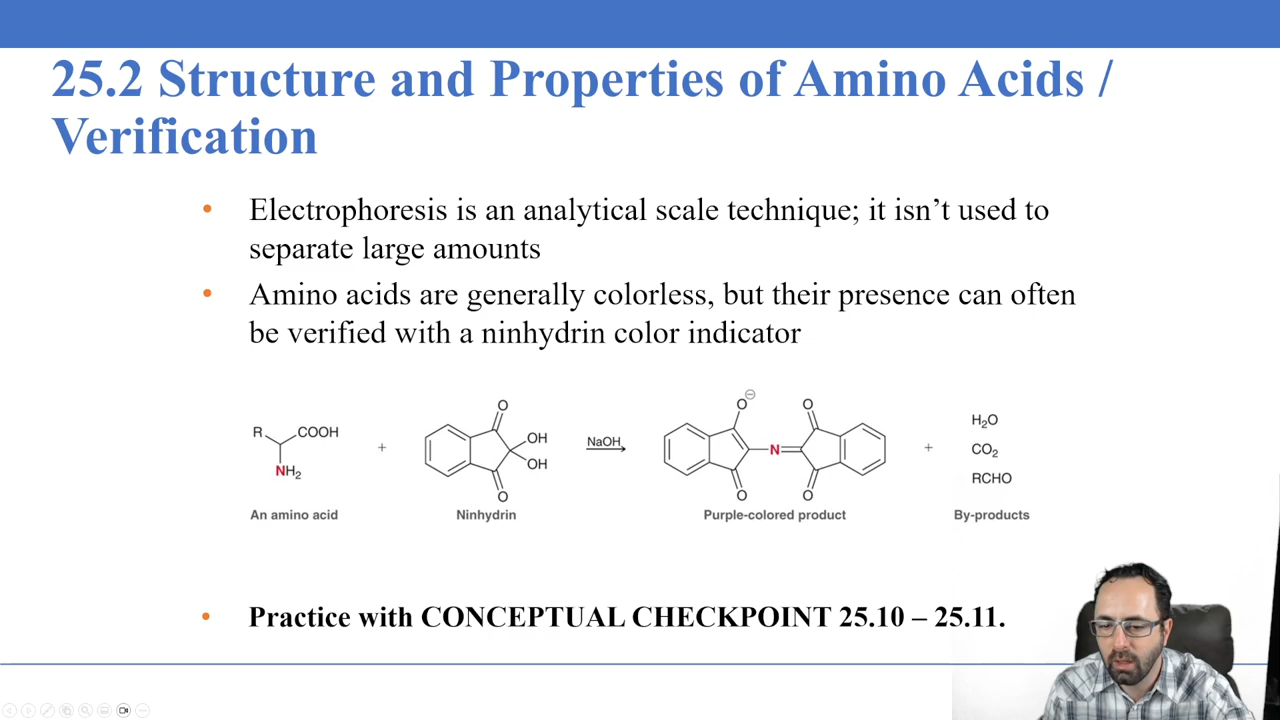 25.2 Structure and Properties of Amino Acids /
Verification
• Electrophoresis is an analytical scale technique; it isn’t used to
separate large amounts
• Amino acids are generally colorless, but their presence can often
be verified with a ninhydrin color indicator
R COOH
NH2
An amino acid
+
O
OH
OH
O
Ninhydrin
NaOH
O⊖ O
N
O O
Purple-colored product
+
H2O
CO2
RCHO
By-products
• Practice with CONCEPTUAL CHECKPOINT 25.10 – 25.11.